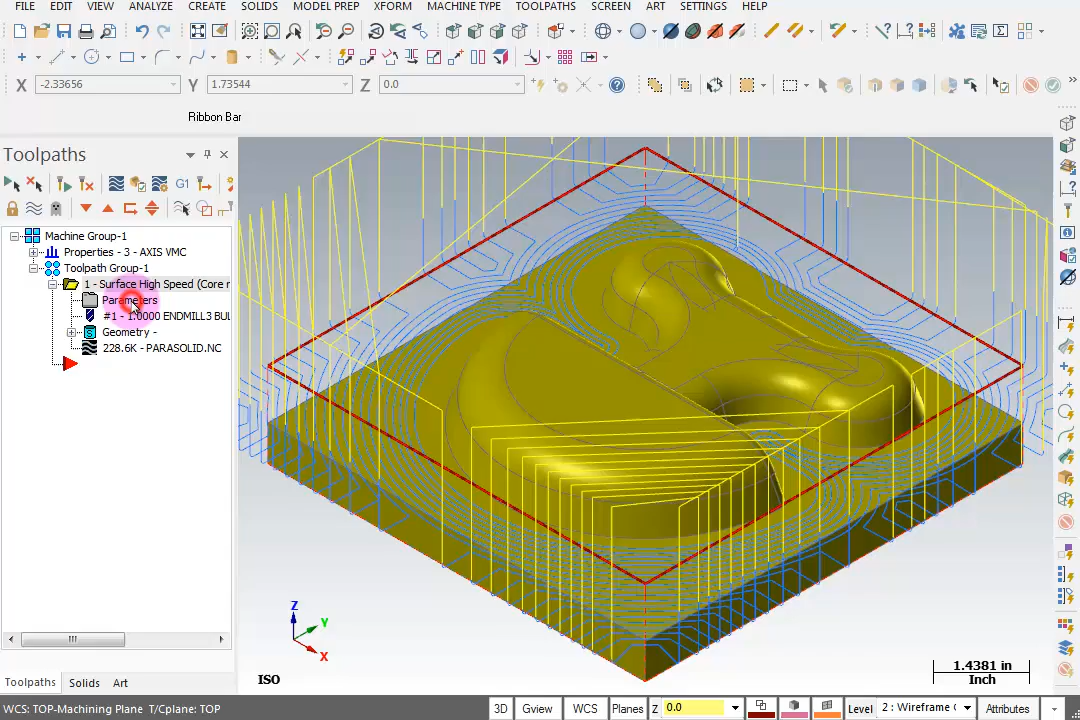 FILE EDIT VIEW ANALYZE CREATE SOLIDS MODEL PREP XFORM MACHINE TYPE TOOLPATHS SCREEN ART SETTINGS HELP
X -2.33656 Y 1.73544 Z 0.0
Ribbon Bar
Toolpaths
G1
Machine Group-1
Properties - 3 - AXIS VMC
Toolpath Group-1
1 - Surface High Speed (Core r
Parameters
#1 - 1.0000 ENDMILL3 BUL
Geometry -
228.6K - PARASOLID.NC
Z
Y
X
ISO
1.4381 in
Inch
Toolpaths Solids Art
WCS: TOP-Machining Plane T/Cplane: TOP 3D Gview WCS Planes Z 0.0 Level 2 : Wireframe G Attributes